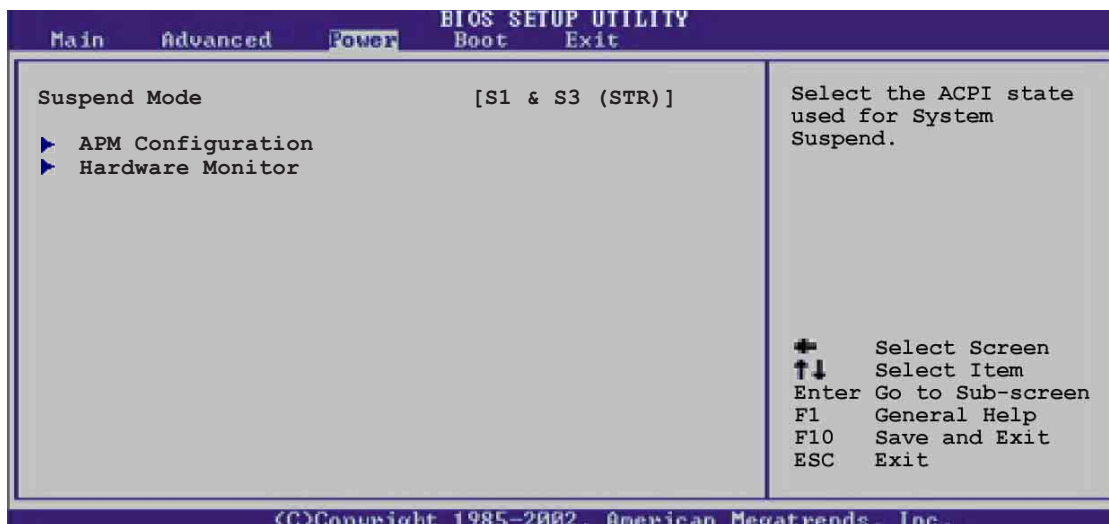 BIOS SETUP UTILITY
Main Advanced Power Boot Exit
Suspend Mode [S1 & S3 (STR)]
APM Configuration
Hardware Monitor
Select the ACPI state
used for System
Suspend.
Select Screen
Select Item
Enter Go to Sub-screen
F1 General Help
F10 Save and Exit
ESC Exit
(C)Copyright 1985-2002, American Megatrends, Inc.